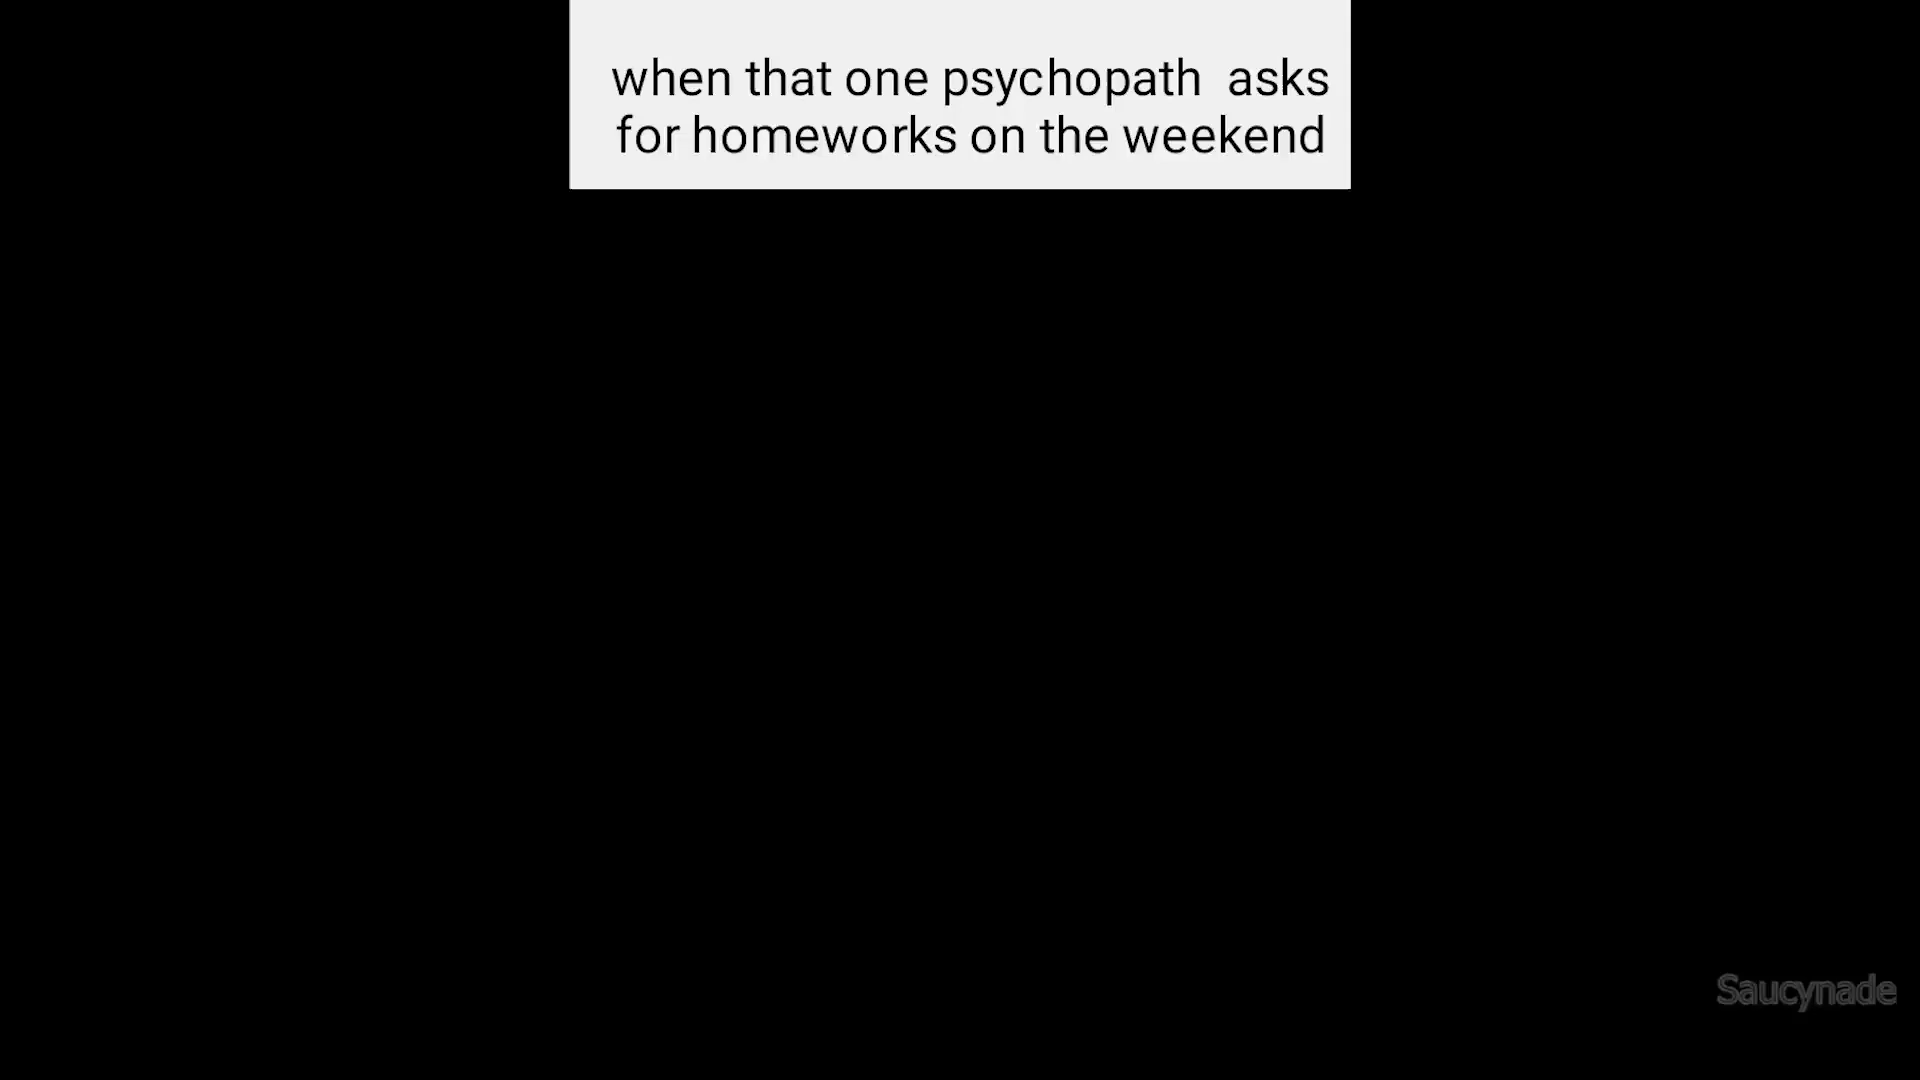 when that one psychopath  asks
for homeworks on the weekend
Saucynade